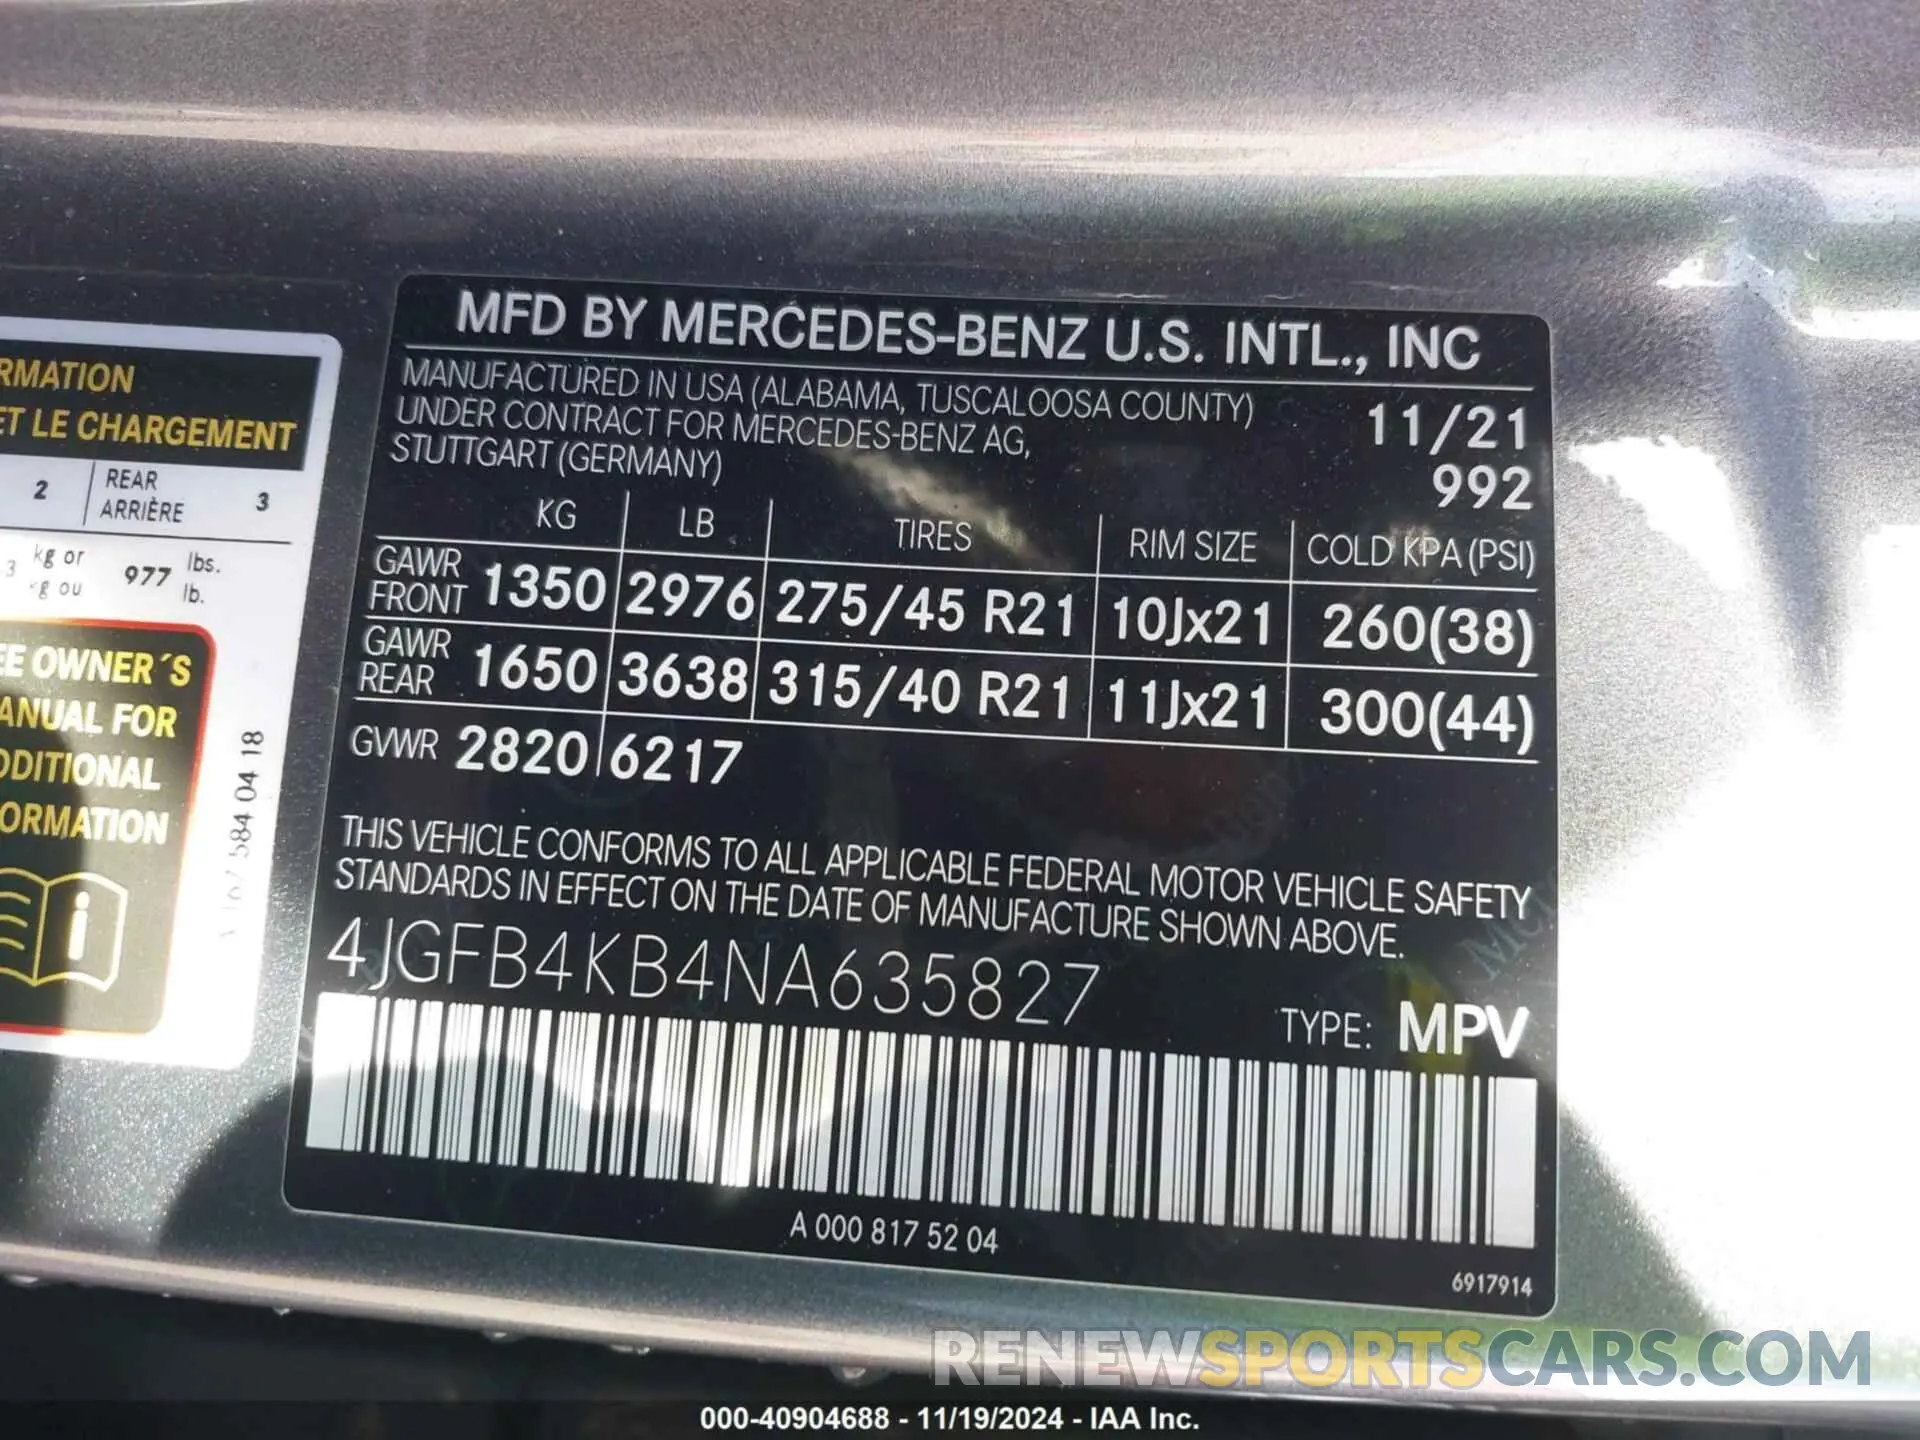 RMATION
ET LE CHARGEMENT
2 REAR ARRIÈRE 3
3 kg or kg ou 977 lbs. lb.
EE OWNER´S
ANUAL FOR
DDITIONAL
FORMATION
584 04 18
MFD BY MERCEDES-BENZ U.S. INTL., INC
MANUFACTURED IN USA (ALABAMA, TUSCALOOSA COUNTY)
UNDER CONTRACT FOR MERCEDES-BENZ AG,
STUTTGART (GERMANY)
11/21
992
KG LB TIRES RIM SIZE COLD KPA (PSI)
GAWR FRONT 1350 2976 275/45 R21 10Jx21 260(38)
GAWR REAR 1650 3638 315/40 R21 11Jx21 300(44)
GVWR 2820 6217
THIS VEHICLE CONFORMS TO ALL APPLICABLE FEDERAL MOTOR VEHICLE SAFETY
STANDARDS IN EFFECT ON THE DATE OF MANUFACTURE SHOWN ABOVE.
4JGFB4KB4NA635827
TYPE: MPV
A 000 817 52 04
6917914
RENEWSPORTSCARS.COM
000-40904688 - 11/19/2024 - IAA Inc.